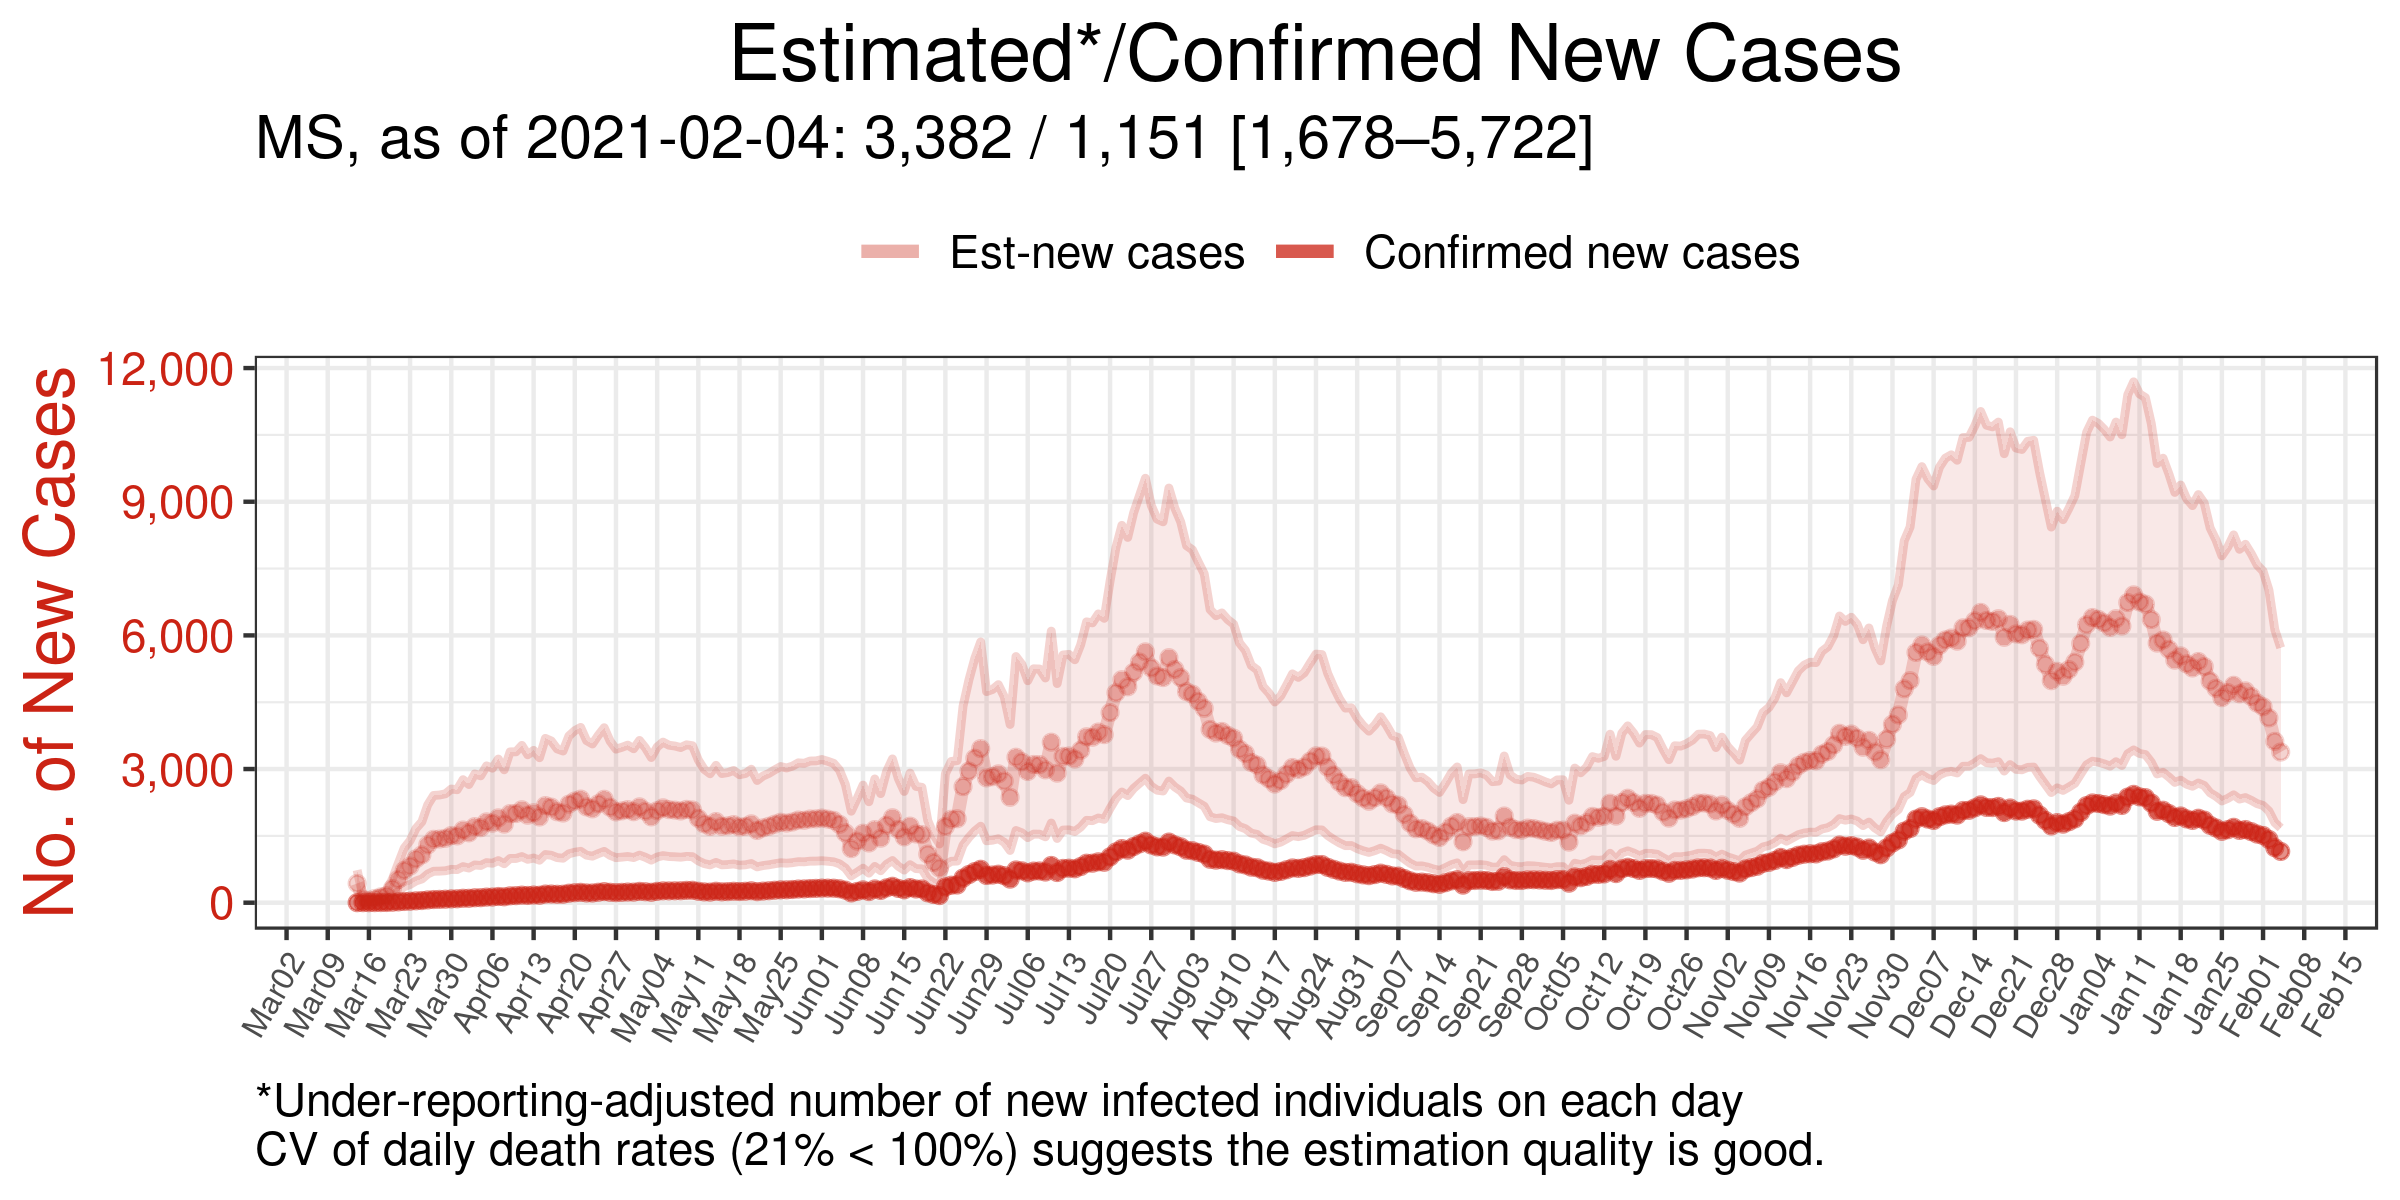 Estimated*/Confirmed New Cases
MS, as of 2021-02-04: 3,382 / 1,151 [1,678–5,722]
Est-new cases
Confirmed new cases
No. of New Cases
12,000
9,000
6,000
3,000
0
Mar02
Mar09
Mar16
Mar23
Mar30
Apr06
Apr13
Apr20
Apr27
May04
May11
May18
May25
Jun01
Jun08
Jun15
Jun22
Jun29
Jul06
Jul13
Jul20
Jul27
Aug03
Aug10
Aug17
Aug24
Aug31
Sep07
Sep14
Sep21
Sep28
Oct05
Oct12
Oct19
Oct26
Nov02
Nov09
Nov16
Nov23
Nov30
Dec07
Dec14
Dec21
Dec28
Jan04
Jan11
Jan18
Jan25
Feb01
Feb08
Feb15
*Under-reporting-adjusted number of new infected individuals on each day
CV of daily death rates (21% < 100%) suggests the estimation quality is good.